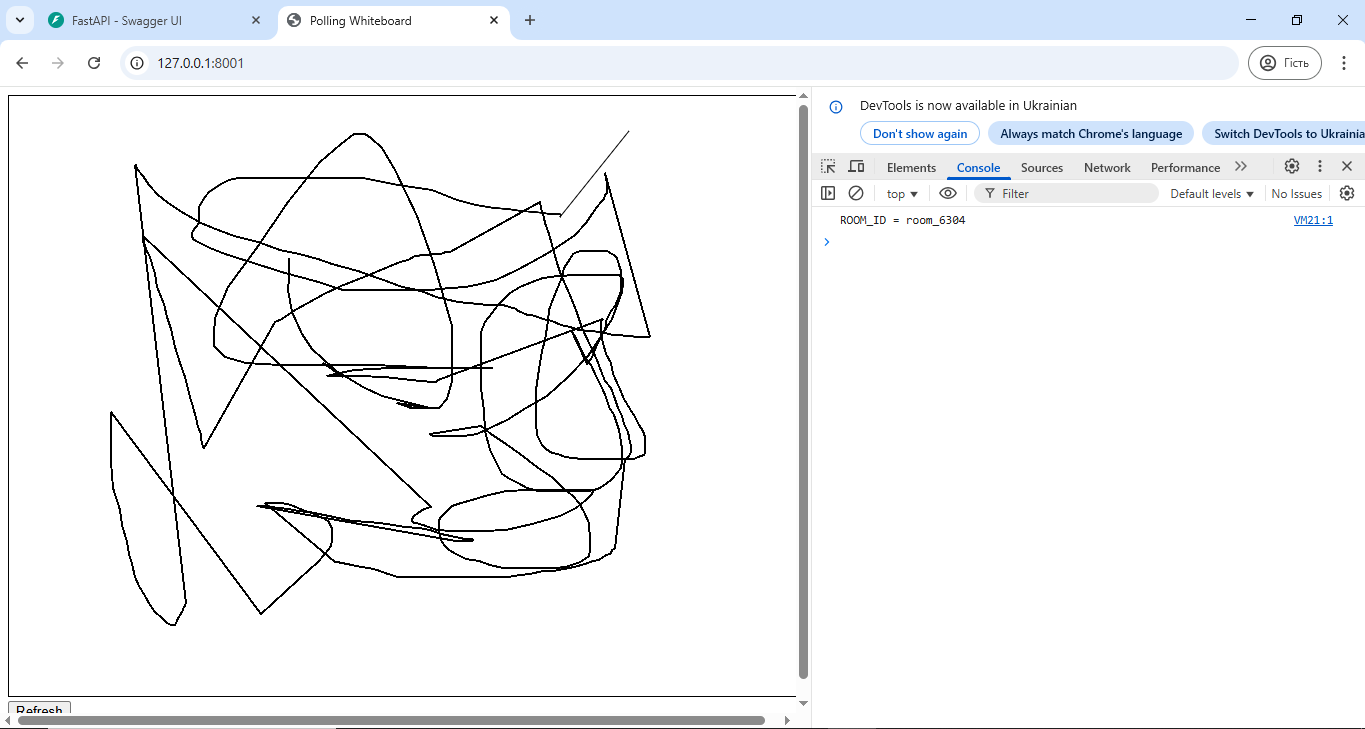 FastAPI - Swagger UI
Polling Whiteboard
127.0.0.1:8001
Гість
DevTools is now available in Ukrainian
Don't show again
Always match Chrome's language
Switch DevTools to Ukrainia
Elements Console Sources Network Performance
top Filter Default levels No Issues
ROOM_ID = room_6304 VM21:1
Refresh